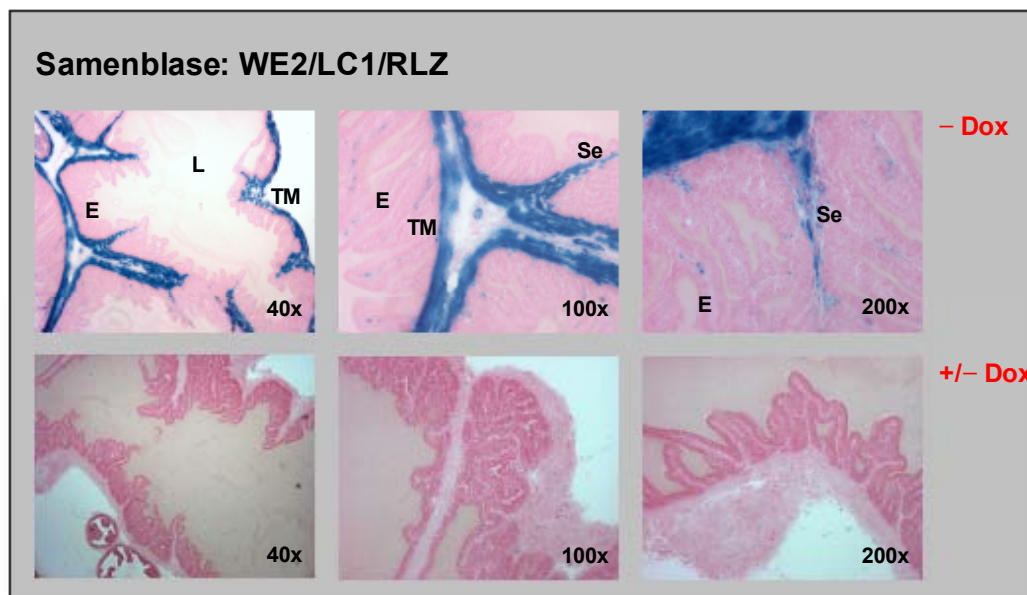 Samenblase: WE2/LC1/RLZ
– Dox
L
E
TM
40x
Se
E
TM
100x
Se
E
200x
+/– Dox
40x
100x
200x